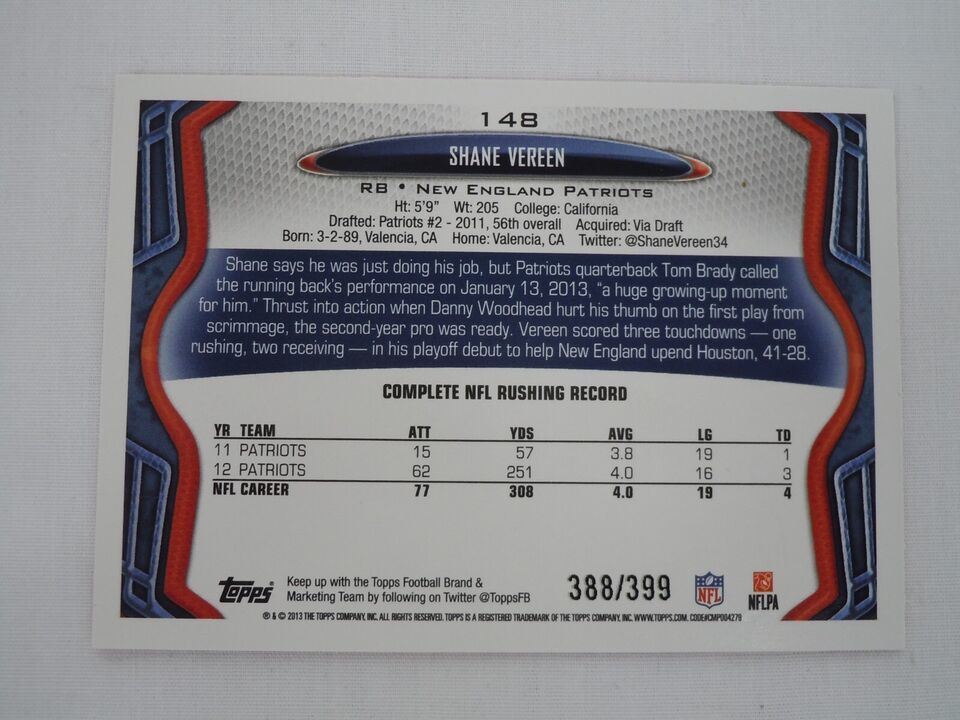 148
SHANE VEREEN
RB • NEW ENGLAND PATRIOTS
Ht: 5'9" Wt: 205 College: California
Drafted: Patriots #2 - 2011, 56th overall Acquired: Via Draft
Born: 3-2-89, Valencia, CA Home: Valencia, CA Twitter: @ShaneVereen34
Shane says he was just doing his job, but Patriots quarterback Tom Brady called
the running back's performance on January 13, 2013, "a huge growing-up moment
for him." Thrust into action when Danny Woodhead hurt his thumb on the first play from
scrimmage, the second-year pro was ready. Vereen scored three touchdowns — one
rushing, two receiving — in his playoff debut to help New England upend Houston, 41-28.
COMPLETE NFL RUSHING RECORD
YR TEAM ATT YDS AVG LG TD
11 PATRIOTS 15 57 3.8 19 1
12 PATRIOTS 62 251 4.0 16 3
NFL CAREER 77 308 4.0 19 4
Topps® Keep up with the Topps Football Brand &
Marketing Team by following on Twitter @ToppsFB
388/399
NFL
NFLPA
® & © 2013 THE TOPPS COMPANY, INC. ALL RIGHTS RESERVED. TOPPS IS A REGISTERED TRADEMARK OF THE TOPPS COMPANY, INC. WWW.TOPPS.COM. CODE#CMP004279